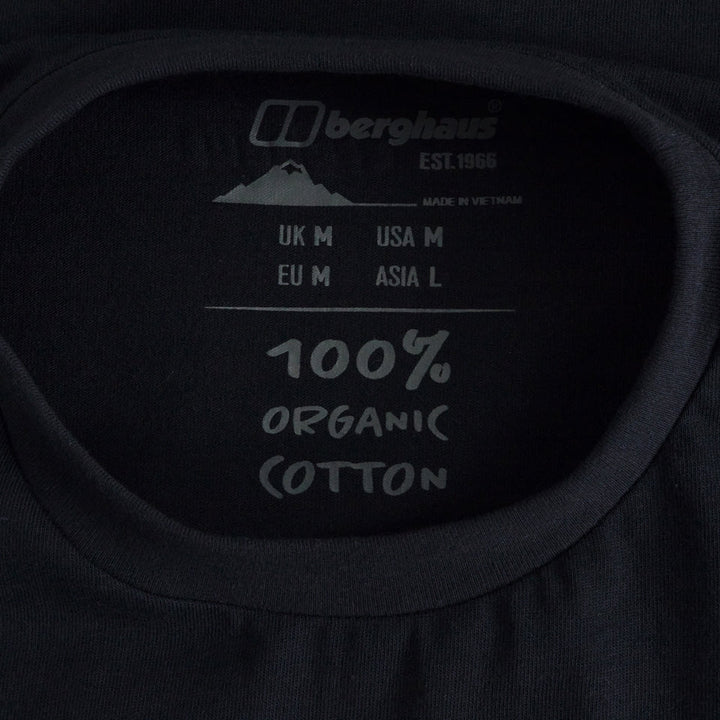 berghaus®
EST. 1966
MADE IN VIETNAM
UK M USA M
EU M ASIA L
100%
ORGANIC
COTTON